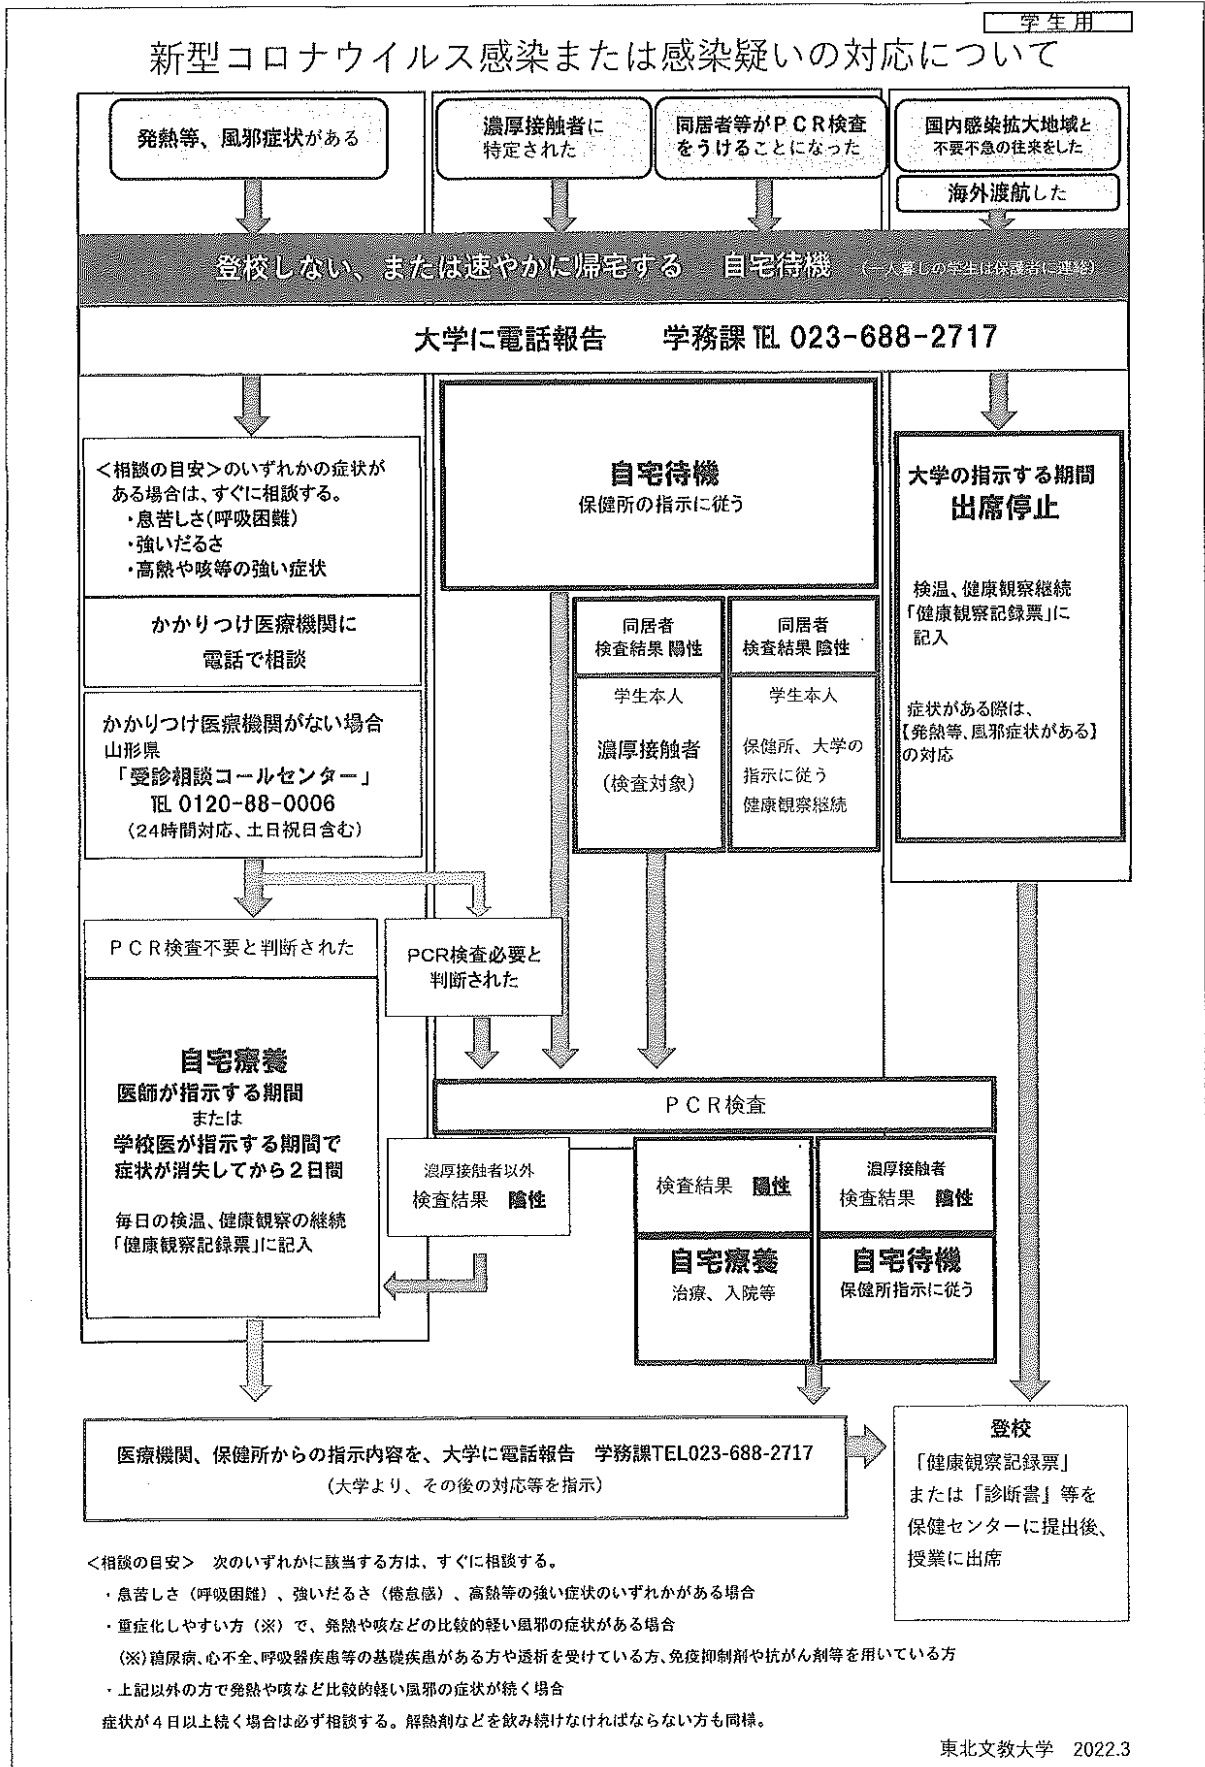 学生用
新型コロナウイルス感染または感染疑いの対応について
発熱等、風邪症状がある
濃厚接触者に
特定された
同居者等がPCR検査
をうけることになった
国内感染拡大地域と
不要不急の往来をした
海外渡航した
登校しない、または速やかに帰宅する 自宅待機 (一人暮しの学生は保護者に連絡)
大学に電話報告 学務課℡ 023-688-2717
<相談の目安>のいずれかの症状が
ある場合は、すぐに相談する。
・息苦しさ(呼吸困難)
・強いだるさ
・高熱や咳等の強い症状
かかりつけ医療機関に
電話で相談
かかりつけ医療機関がない場合
山形県
「受診相談コールセンター」
℡ 0120-88-0006
(24時間対応、土日祝日含む)
自宅待機
保健所の指示に従う
同居者
検査結果 陽性
学生本人
濃厚接触者
(検査対象)
同居者
検査結果 陰性
学生本人
保健所、大学の
指示に従う
健康観察継続
大学の指示する期間
出席停止
検温、健康観察継続
「健康観察記録票」に
記入
症状がある際は、
【発熱等、風邪症状がある】
の対応
PCR検査不要と判断された
PCR検査必要と
判断された
自宅療養
医師が指示する期間
または
学校医が指示する期間で
症状が消失してから2日間
毎日の検温、健康観察の継続
「健康観察記録票」に記入
PCR検査
濃厚接触者以外
検査結果 陰性
検査結果 陽性
自宅療養
治療、入院等
濃厚接触者
検査結果 陰性
自宅待機
保健所指示に従う
医療機関、保健所からの指示内容を、大学に電話報告 学務課TEL023-688-2717
(大学より、その後の対応等を指示)
登校
「健康観察記録票」
または「診断書」等を
保健センターに提出後、
授業に出席
<相談の目安> 次のいずれかに該当する方は、すぐに相談する。
・息苦しさ(呼吸困難)、強いだるさ(倦怠感)、高熱等の強い症状のいずれかがある場合
・重症化しやすい方(※)で、発熱や咳などの比較的軽い風邪の症状がある場合
(※)糖尿病、心不全、呼吸器疾患等の基礎疾患がある方や透析を受けている方、免疫抑制剤や抗がん剤等を用いている方
・上記以外の方で発熱や咳など比較的軽い風邪の症状が続く場合
症状が4日以上続く場合は必ず相談する。解熱剤などを飲み続けなければならない方も同様。
東北文教大学 2022.3